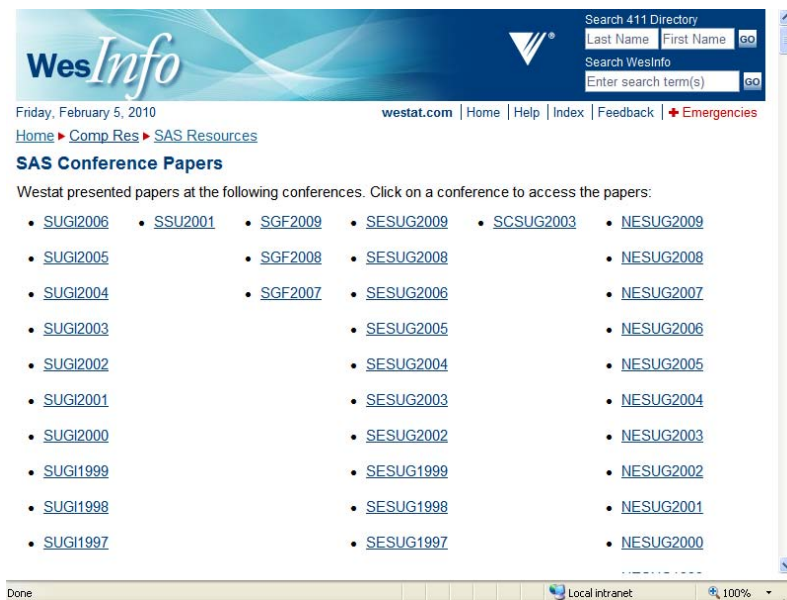 Search 411 Directory
Last Name First Name GO
Search WesInfo
Enter search term(s) GO
WesInfo
®
Friday, February 5, 2010 westat.com | Home | Help | Index | Feedback | Emergencies
Home ▸ Comp Res ▸ SAS Resources
SAS Conference Papers
Westat presented papers at the following conferences. Click on a conference to access the papers:
• SUGI2006 • SSU2001 • SGF2009 • SESUG2009 • SCSUG2003 • NESUG2009
• SUGI2005 • SGF2008 • SESUG2008 • NESUG2008
• SUGI2004 • SGF2007 • SESUG2006 • NESUG2007
• SUGI2003 • SESUG2005 • NESUG2006
• SUGI2002 • SESUG2004 • NESUG2005
• SUGI2001 • SESUG2003 • NESUG2004
• SUGI2000 • SESUG2002 • NESUG2003
• SUGI1999 • SESUG1999 • NESUG2002
• SUGI1998 • SESUG1998 • NESUG2001
• SUGI1997 • SESUG1997 • NESUG2000
Done Local intranet 100%